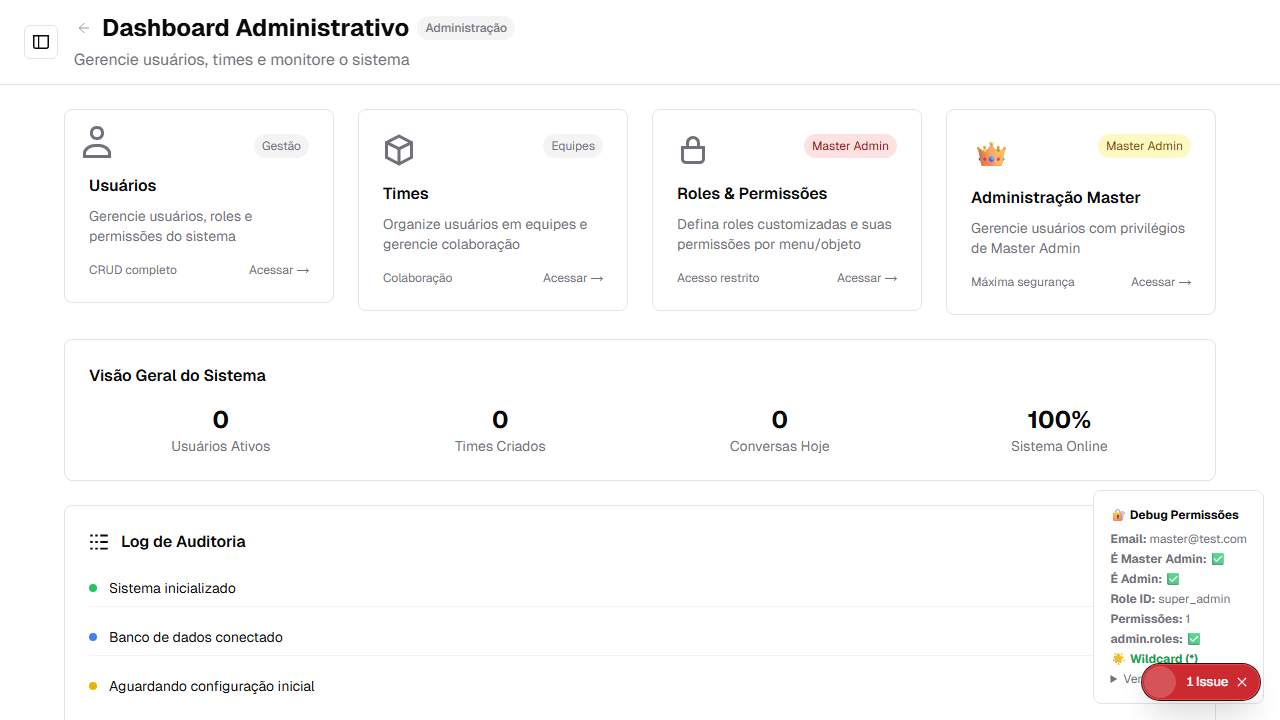 Dashboard Administrativo
Administração
Gerencie usuários, times e monitore o sistema
Gestão
Usuários
Gerencie usuários, roles e
permissões do sistema
CRUD completo
Acessar →
Equipes
Times
Organize usuários em equipes e
gerencie colaboração
Colaboração
Acessar →
Master Admin
Roles & Permissões
Defina roles customizadas e suas
permissões por menu/objeto
Acesso restrito
Acessar →
Master Admin
Administração Master
Gerencie usuários com privilégios
de Master Admin
Máxima segurança
Acessar →
Visão Geral do Sistema
0
Usuários Ativos
0
Times Criados
0
Conversas Hoje
100%
Sistema Online
Log de Auditoria
Sistema inicializado
Banco de dados conectado
Aguardando configuração inicial
Debug Permissões
Email: master@test.com
É Master Admin: ✅
É Admin: ✅
Role ID: super_admin
Permissões: 1
admin.roles: ✅
Wildcard (*)
1 Issue